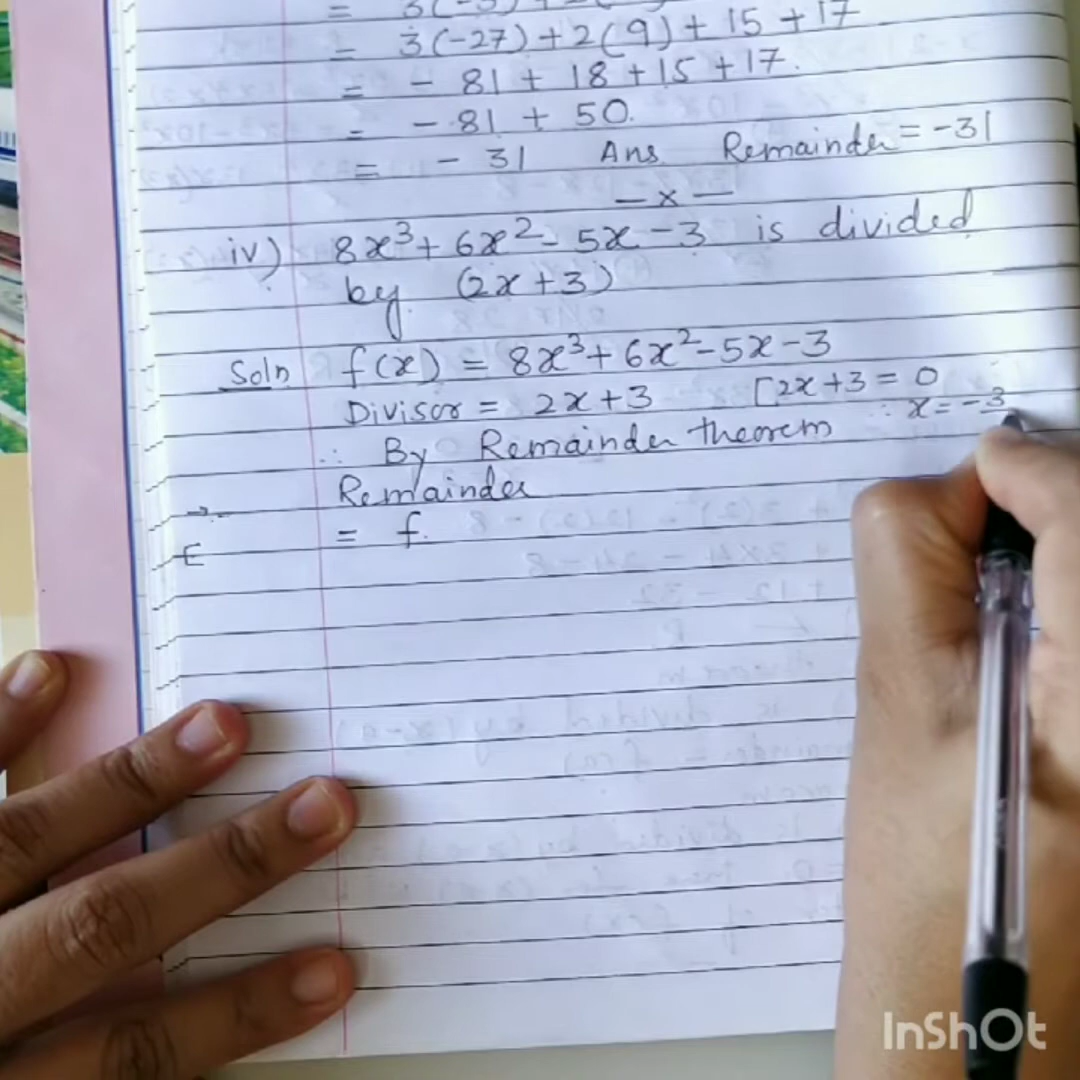 = 3(-3)
= 3(-27) + 2(9) + 15 + 17
= - 81 + 18 + 15 + 17.
= - 81 + 50.
= - 31 Ans Remainder = -31
— x —
iv) 8x³ + 6x² - 5x - 3 is divided
by (2x + 3)
Soln f(x) = 8x³ + 6x² - 5x - 3
Divisor = 2x + 3 [2x + 3 = 0
∴ x = -3
∴ By Remainder theorem
Remainder
= f.
InShOt